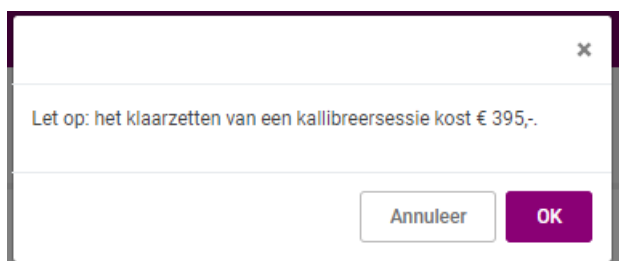 ×
Let op: het klaarzetten van een kallibreersessie kost € 395,-.
Annuleer OK